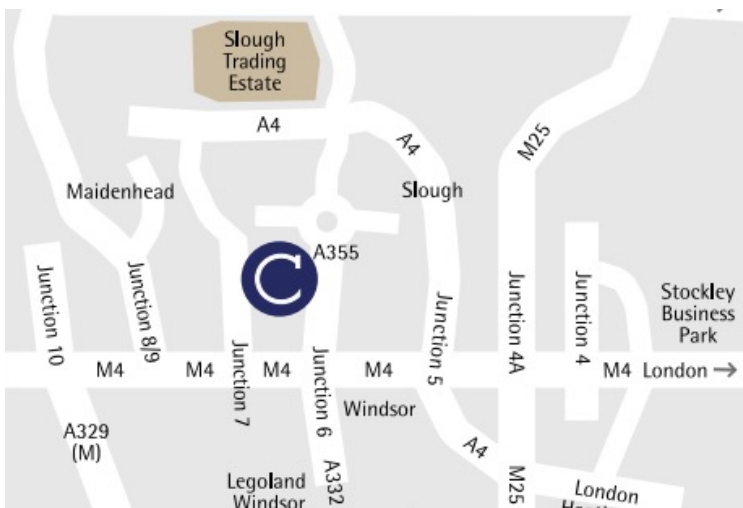 Slough
Trading
Estate
A4
A4
M25
Maidenhead
Slough
A355
C
Junction 10
Junction 8/9
Junction 7
Junction 6
Junction 5
Junction 4A
Junction 4
Stockley
Business
Park
M4
M4
M4
M4
M4
London
Windsor
A329
(M)
A4
Legoland
Windsor
A332
M25
London